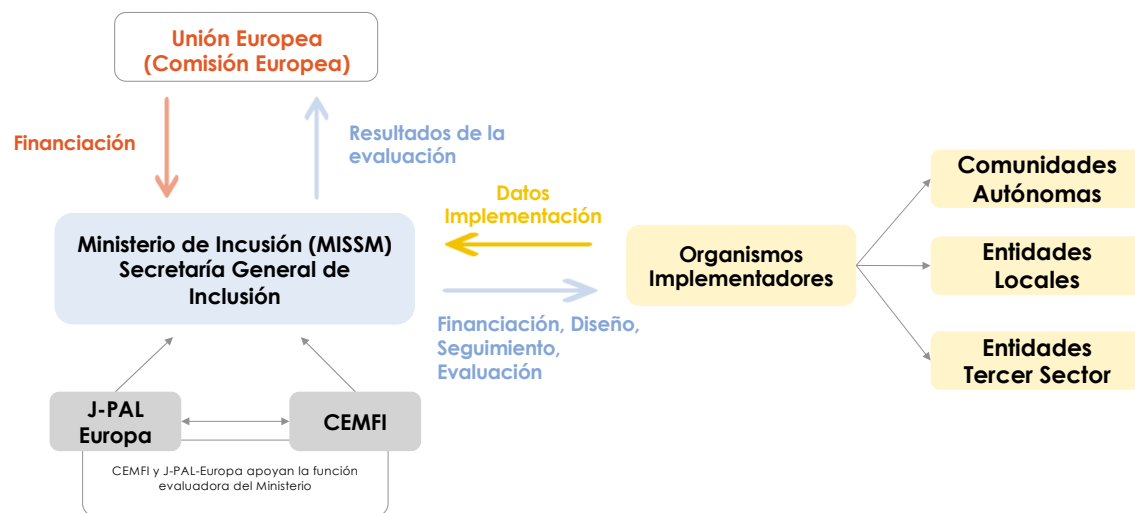 Unión Europea
(Comisión Europea)
Financiación
Resultados de la
evaluación
Datos
Implementación
Ministerio de Incusión (MISSM)
Secretaría General de
Inclusión
Organismos
Implementadores
Comunidades
Autónomas
Entidades
Locales
Entidades
Tercer Sector
Financiación, Diseño,
Seguimiento,
Evaluación
J-PAL
Europa
CEMFI
CEMFI y J-PAL-Europa apoyan la función
evaluadora del Ministerio